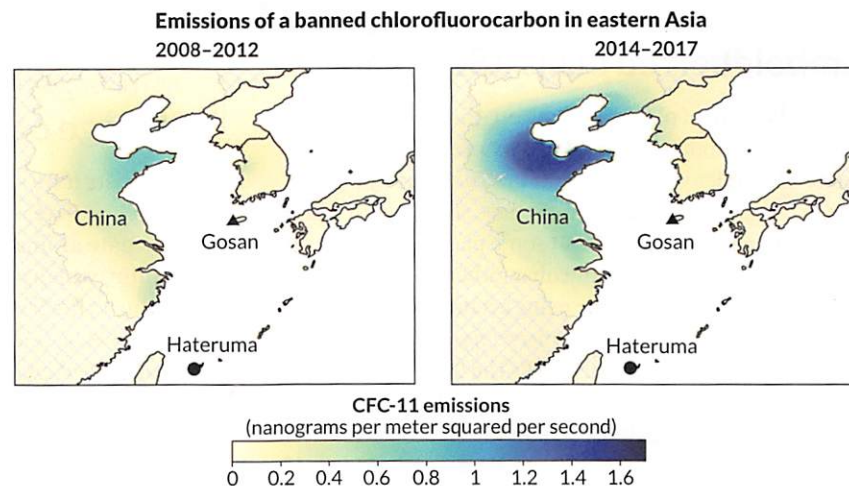 Emissions of a banned chlorofluorocarbon in eastern Asia
2008–2012
2014–2017
China
Gosan
Hateruma
China
Gosan
Hateruma
CFC-11 emissions
(nanograms per meter squared per second)
0 0.2 0.4 0.6 0.8 1 1.2 1.4 1.6